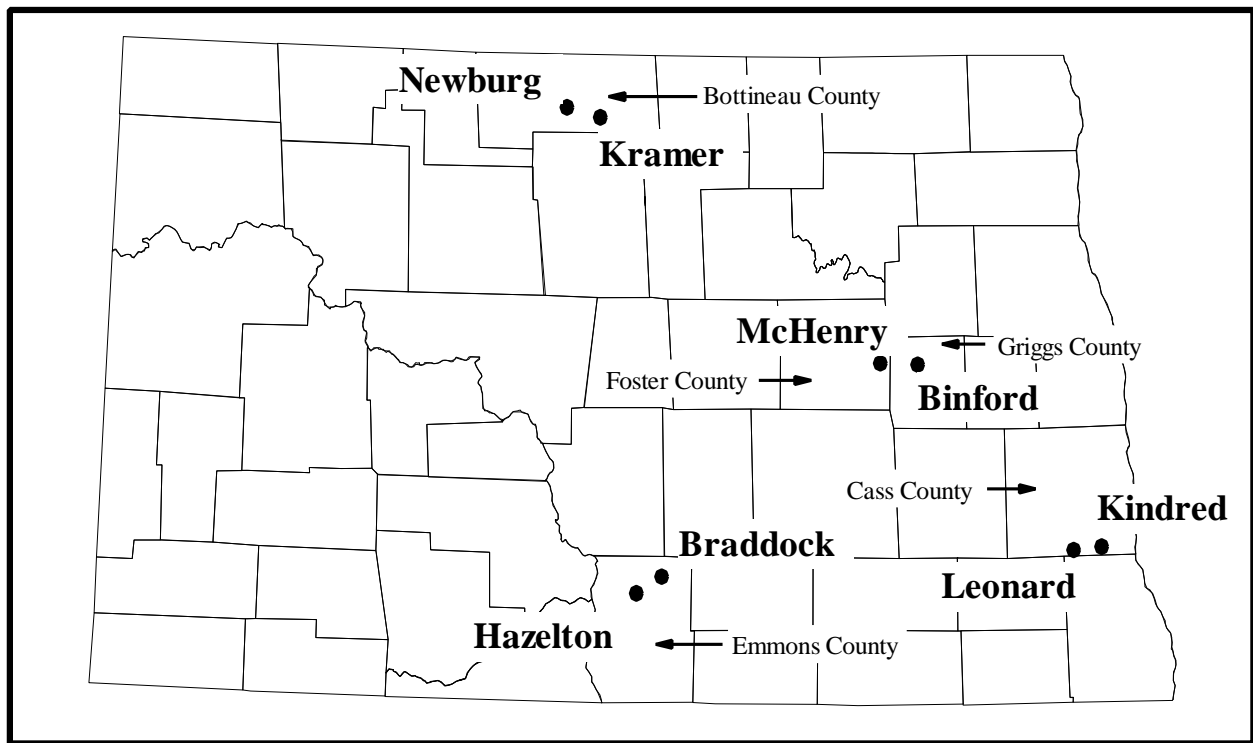 Newburg
Bottineau County
Kramer
McHenry
Griggs County
Foster County
Binford
Cass County
Kindred
Braddock
Leonard
Hazelton
Emmons County